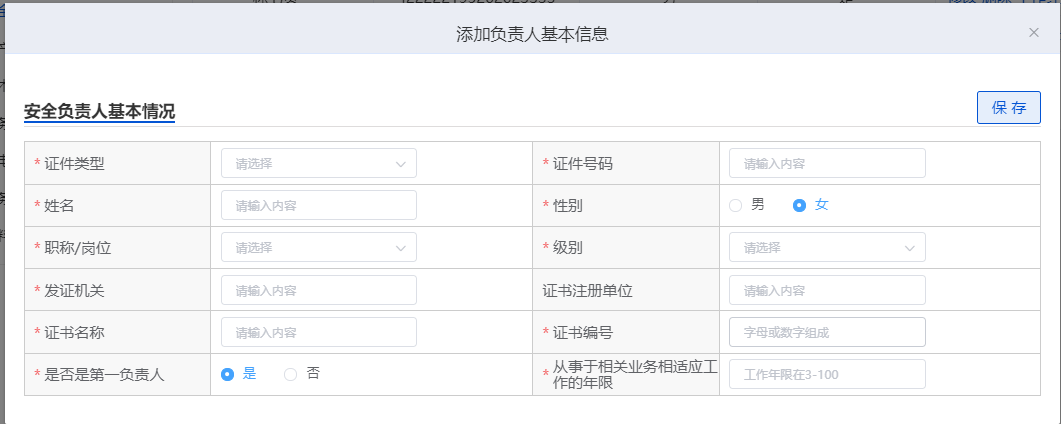 添加负责人基本信息
安全负责人基本情况
保 存
* 证件类型 请选择 * 证件号码 请输入内容
* 姓名 请输入内容 * 性别 男 女
* 职称/岗位 请选择 * 级别 请选择
* 发证机关 请输入内容 证书注册单位 请输入内容
* 证书名称 请输入内容 * 证书编号 字母或数字组成
* 是否是第一负责人 是 否 * 从事于相关业务相适应工
作的年限 工作年限在3-100